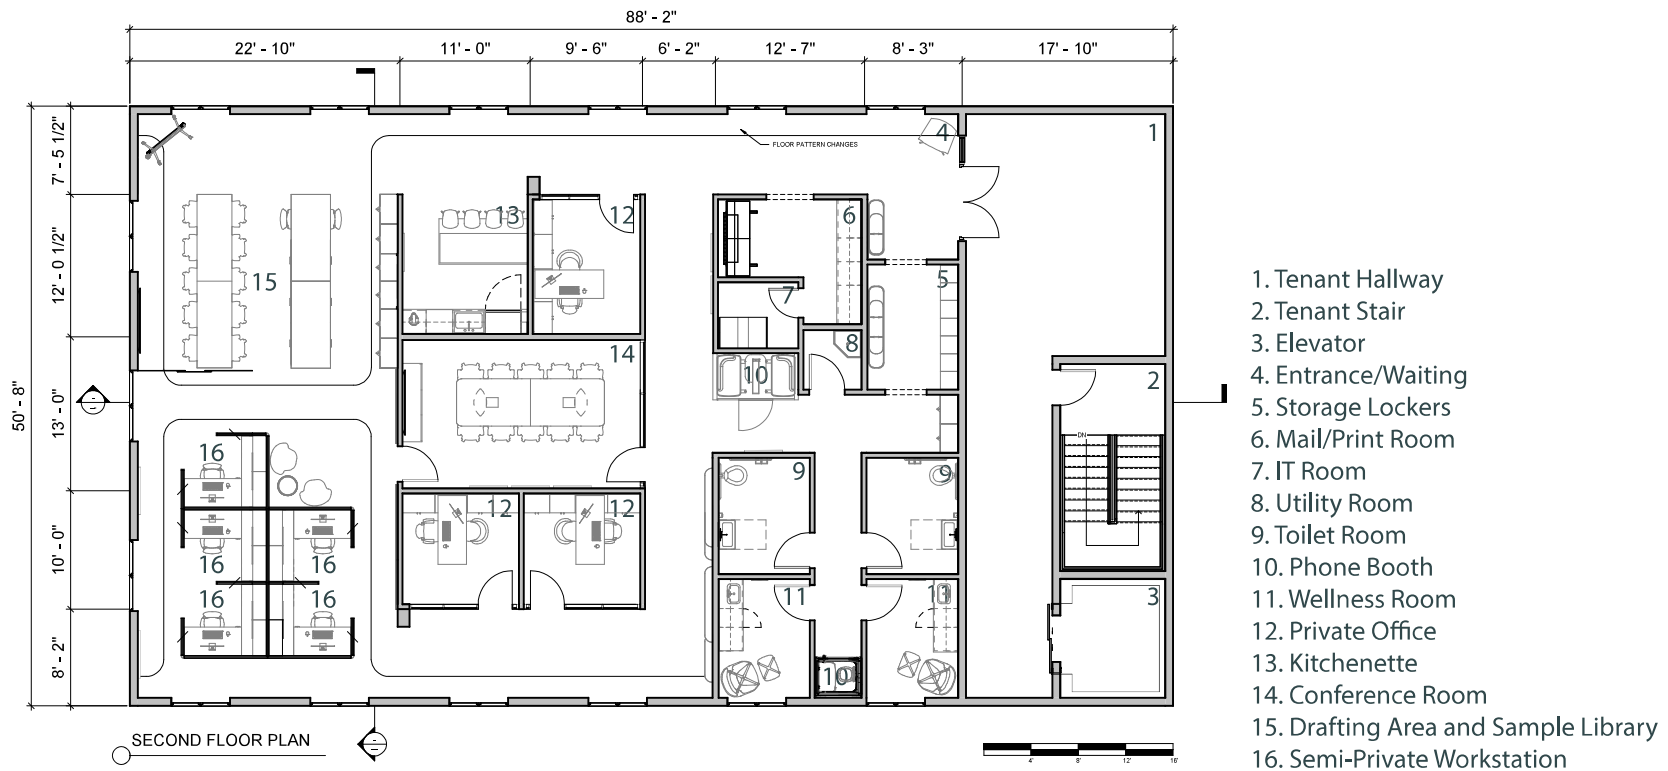 88' - 2"
22' - 10" 11' - 0" 9' - 6" 6' - 2" 12' - 7" 8' - 3" 17' - 10"
50' - 8"
7' - 5 1/2"
12' - 0 1/2"
13' - 0"
10' - 0"
8' - 2"
4 1
FLOOR PATTERN CHANGES
13 12 6
15 5
7
14 8
10 2
DN
16 9 9
12 12
16 16
16 16 11 11 3
10
SECOND FLOOR PLAN
4' 8' 12' 16'
1. Tenant Hallway
2. Tenant Stair
3. Elevator
4. Entrance/Waiting
5. Storage Lockers
6. Mail/Print Room
7. IT Room
8. Utility Room
9. Toilet Room
10. Phone Booth
11. Wellness Room
12. Private Office
13. Kitchenette
14. Conference Room
15. Drafting Area and Sample Library
16. Semi-Private Workstation